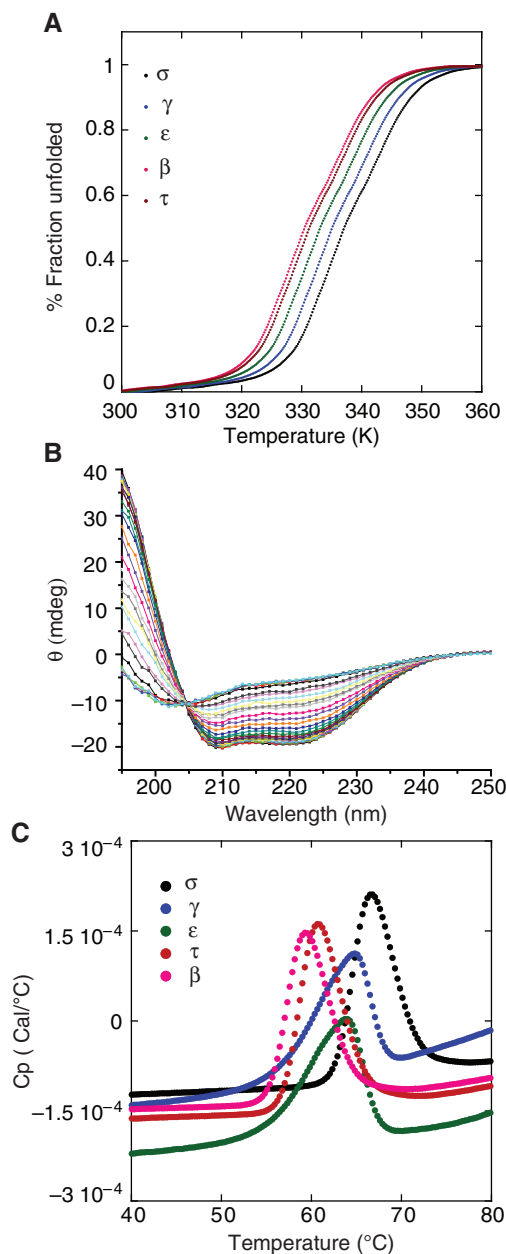 A
1
0.8
0.6
0.4
0.2
0
% Fraction unfolded
σ
γ
ε
β
τ
300 310 320 330 340 350 360
Temperature (K)
B
40
30
20
10
0
−10
−20
θ (mdeg)
200 210 220 230 240 250
Wavelength (nm)
C
3 10⁻⁴
1.5 10⁻⁴
0
−1.5 10⁻⁴
−3 10⁻⁴
Cp ( Cal/°C)
σ
γ
ε
τ
β
40 50 60 70 80
Temperature (°C)